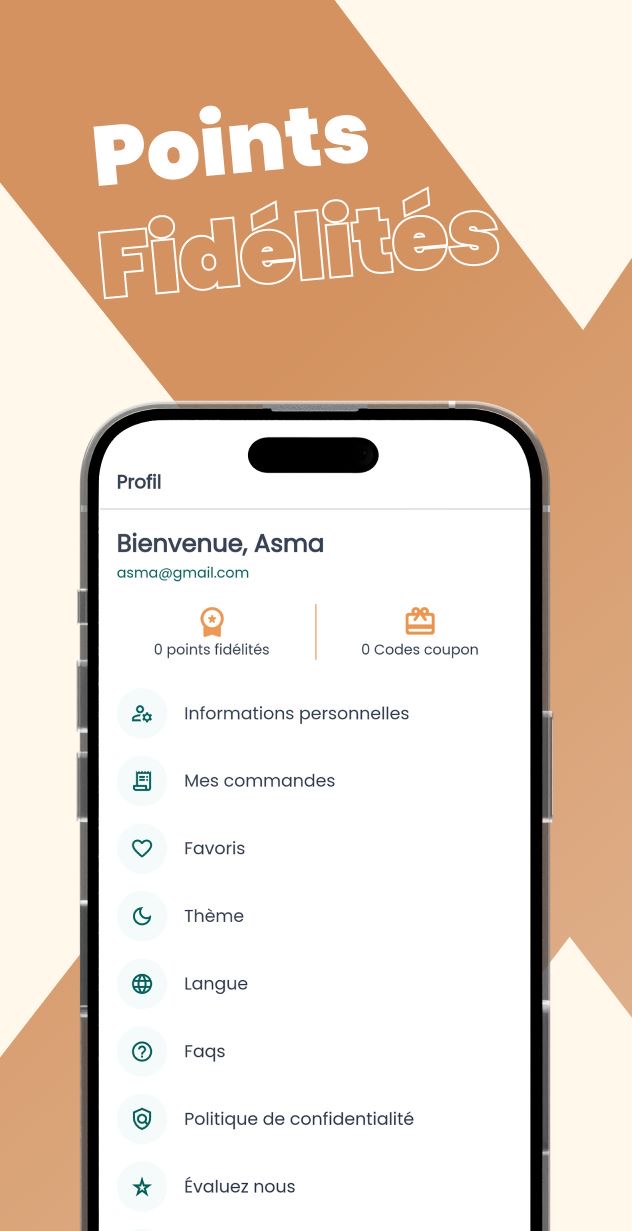 Points
Fidélités
Profil
Bienvenue, Asma
asma@gmail.com
0 points fidélités
0 Codes coupon
Informations personnelles
Mes commandes
Favoris
Thème
Langue
Faqs
Politique de confidentialité
Évaluez nous